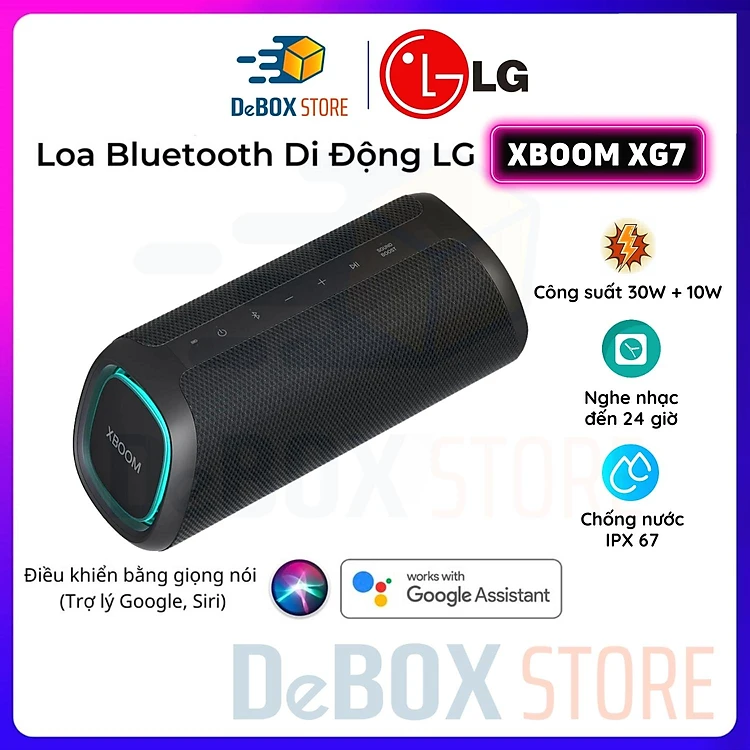 DeBOX STORE
LG
Loa Bluetooth Di Động LG XBOOM XG7
SOUND
BOOST
Công suất 30W + 10W
Nghe nhạc
đến 24 giờ
XBOOM
Chống nước
IPX 67
Điều khiển bằng giọng nói
(Trợ lý Google, Siri)
works with
Google Assistant
DeBOX STORE
DeBOX STORE